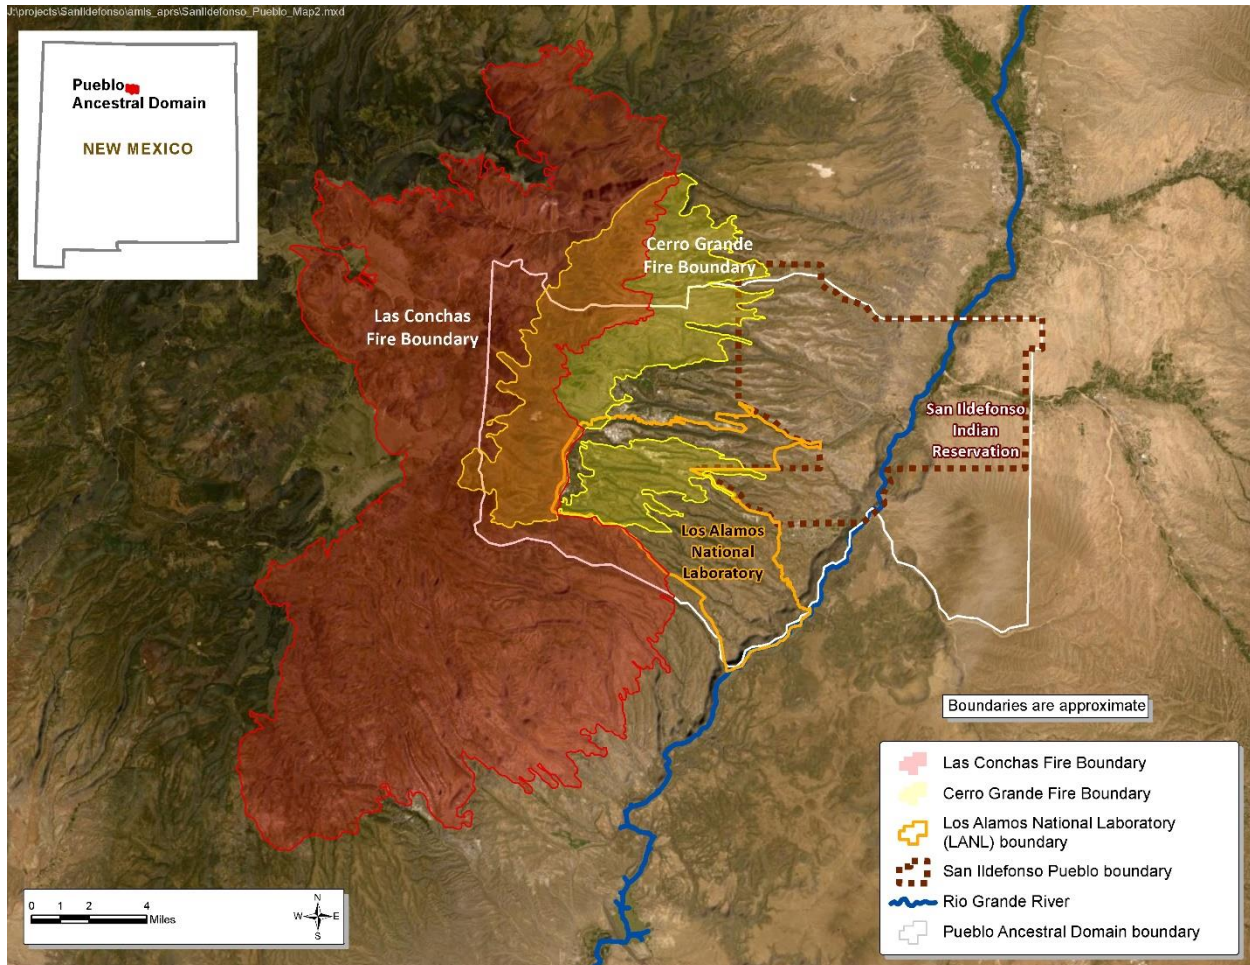 J:\projects\SanIldefonso\amls_aprs\SanIldefonso_Pueblo_Map2.mxd
Pueblo
Ancestral Domain
NEW MEXICO
Cerro Grande
Fire Boundary
Las Conchas
Fire Boundary
San Ildefonso
Indian
Reservation
Los Alamos
National
Laboratory
Boundaries are approximate
Las Conchas Fire Boundary
Cerro Grande Fire Boundary
Los Alamos National Laboratory
(LANL) boundary
San Ildefonso Pueblo boundary
Rio Grande River
Pueblo Ancestral Domain boundary
0 1 2 4
Miles
N
W E
S